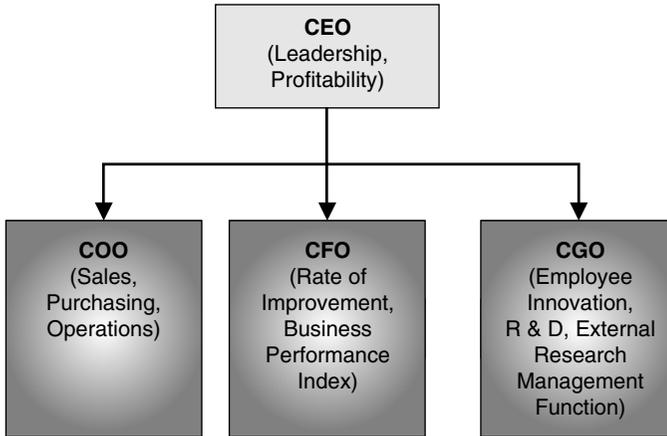 CEO
(Leadership,
Profitability)
COO
(Sales,
Purchasing,
Operations)
CFO
(Rate of
Improvement,
Business
Performance
Index)
CGO
(Employee
Innovation,
R & D, External
Research
Management
Function)